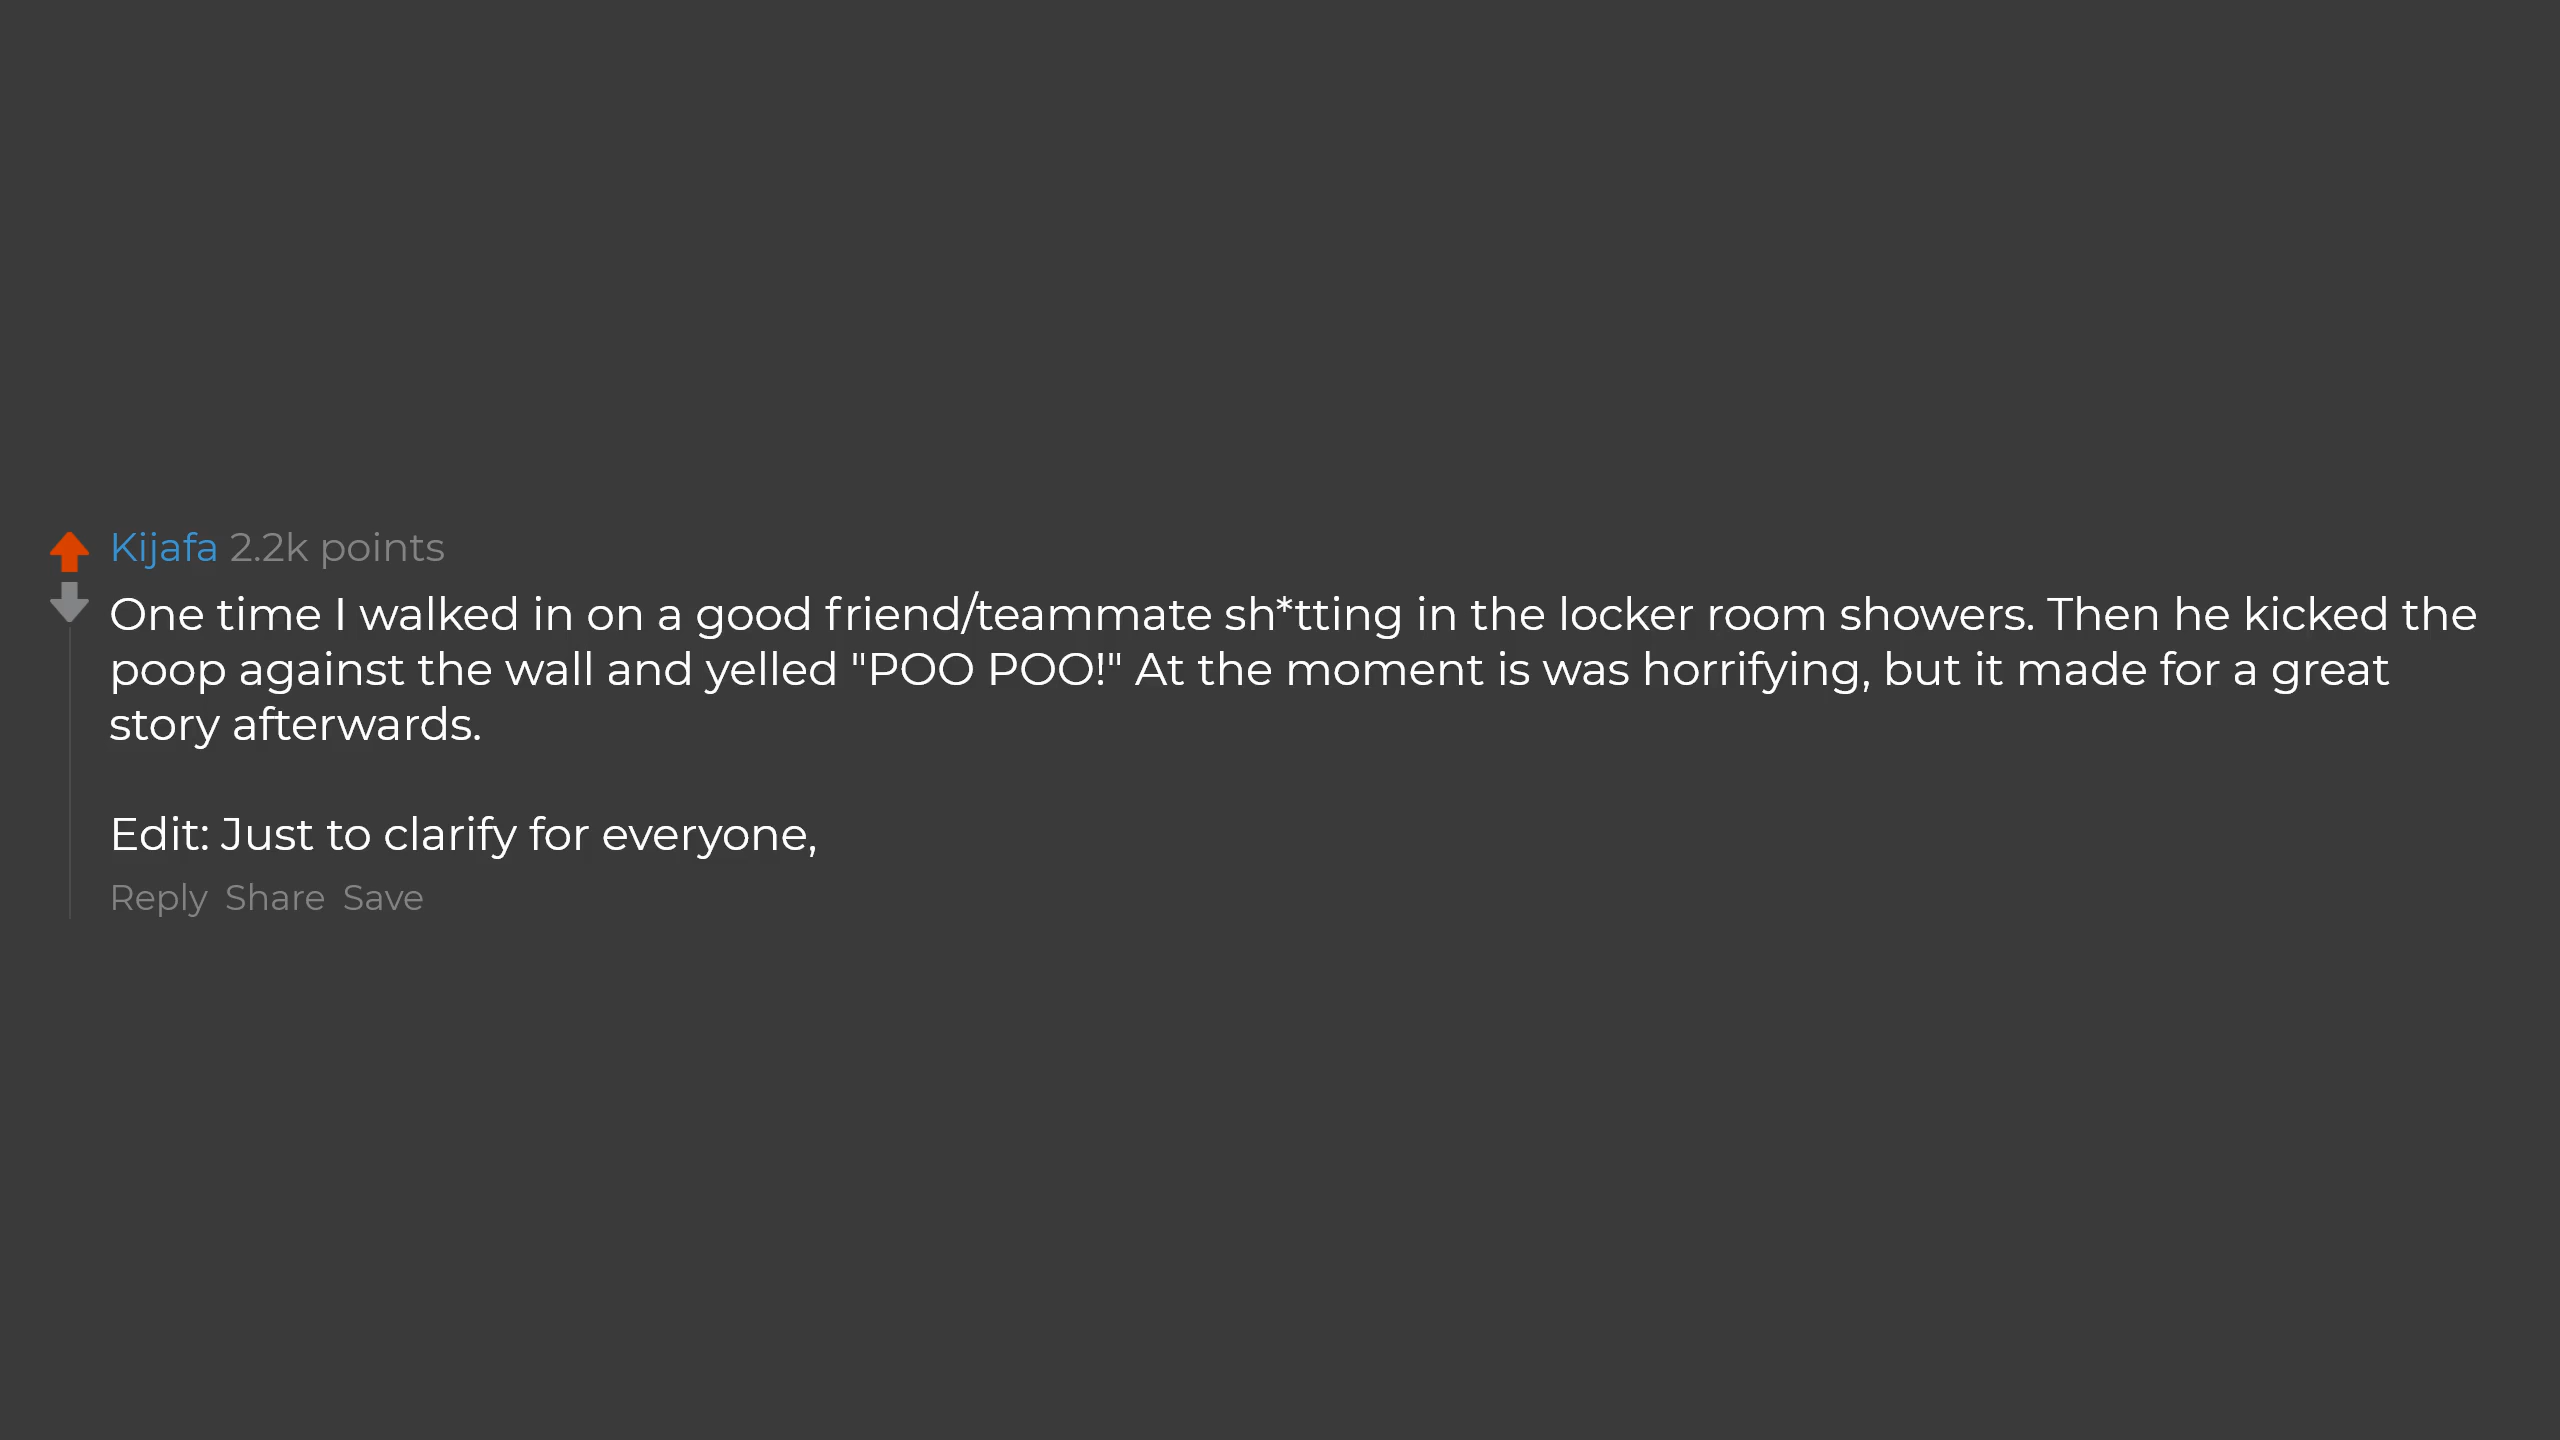 Kijafa 2.2k points
One time I walked in on a good friend/teammate sh*tting in the locker room showers. Then he kicked the
poop against the wall and yelled "POO POO!" At the moment is was horrifying, but it made for a great
story afterwards.
Edit: Just to clarify for everyone,
Reply Share Save